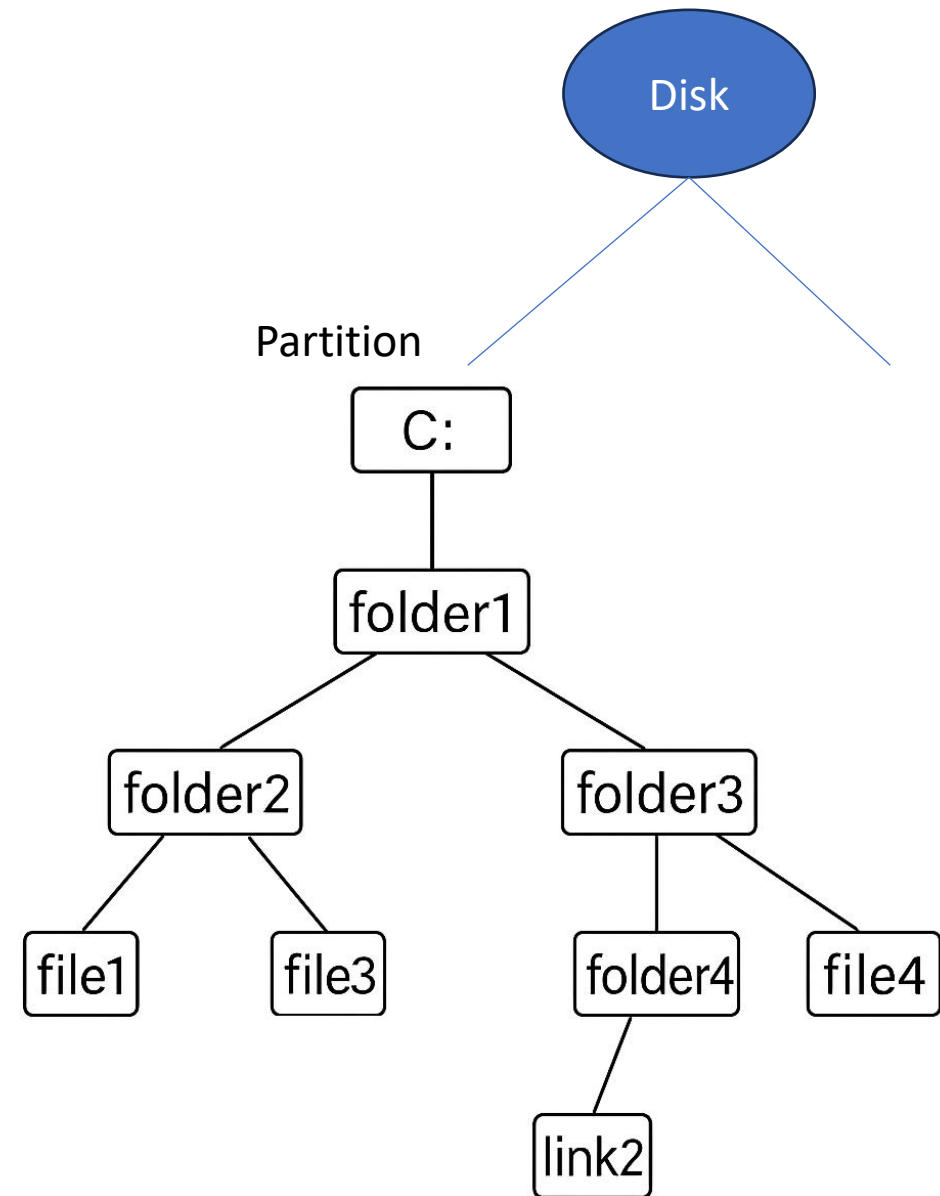 Disk
Partition
C:
folder1
folder2
folder3
file1
file3
folder4
file4
link2